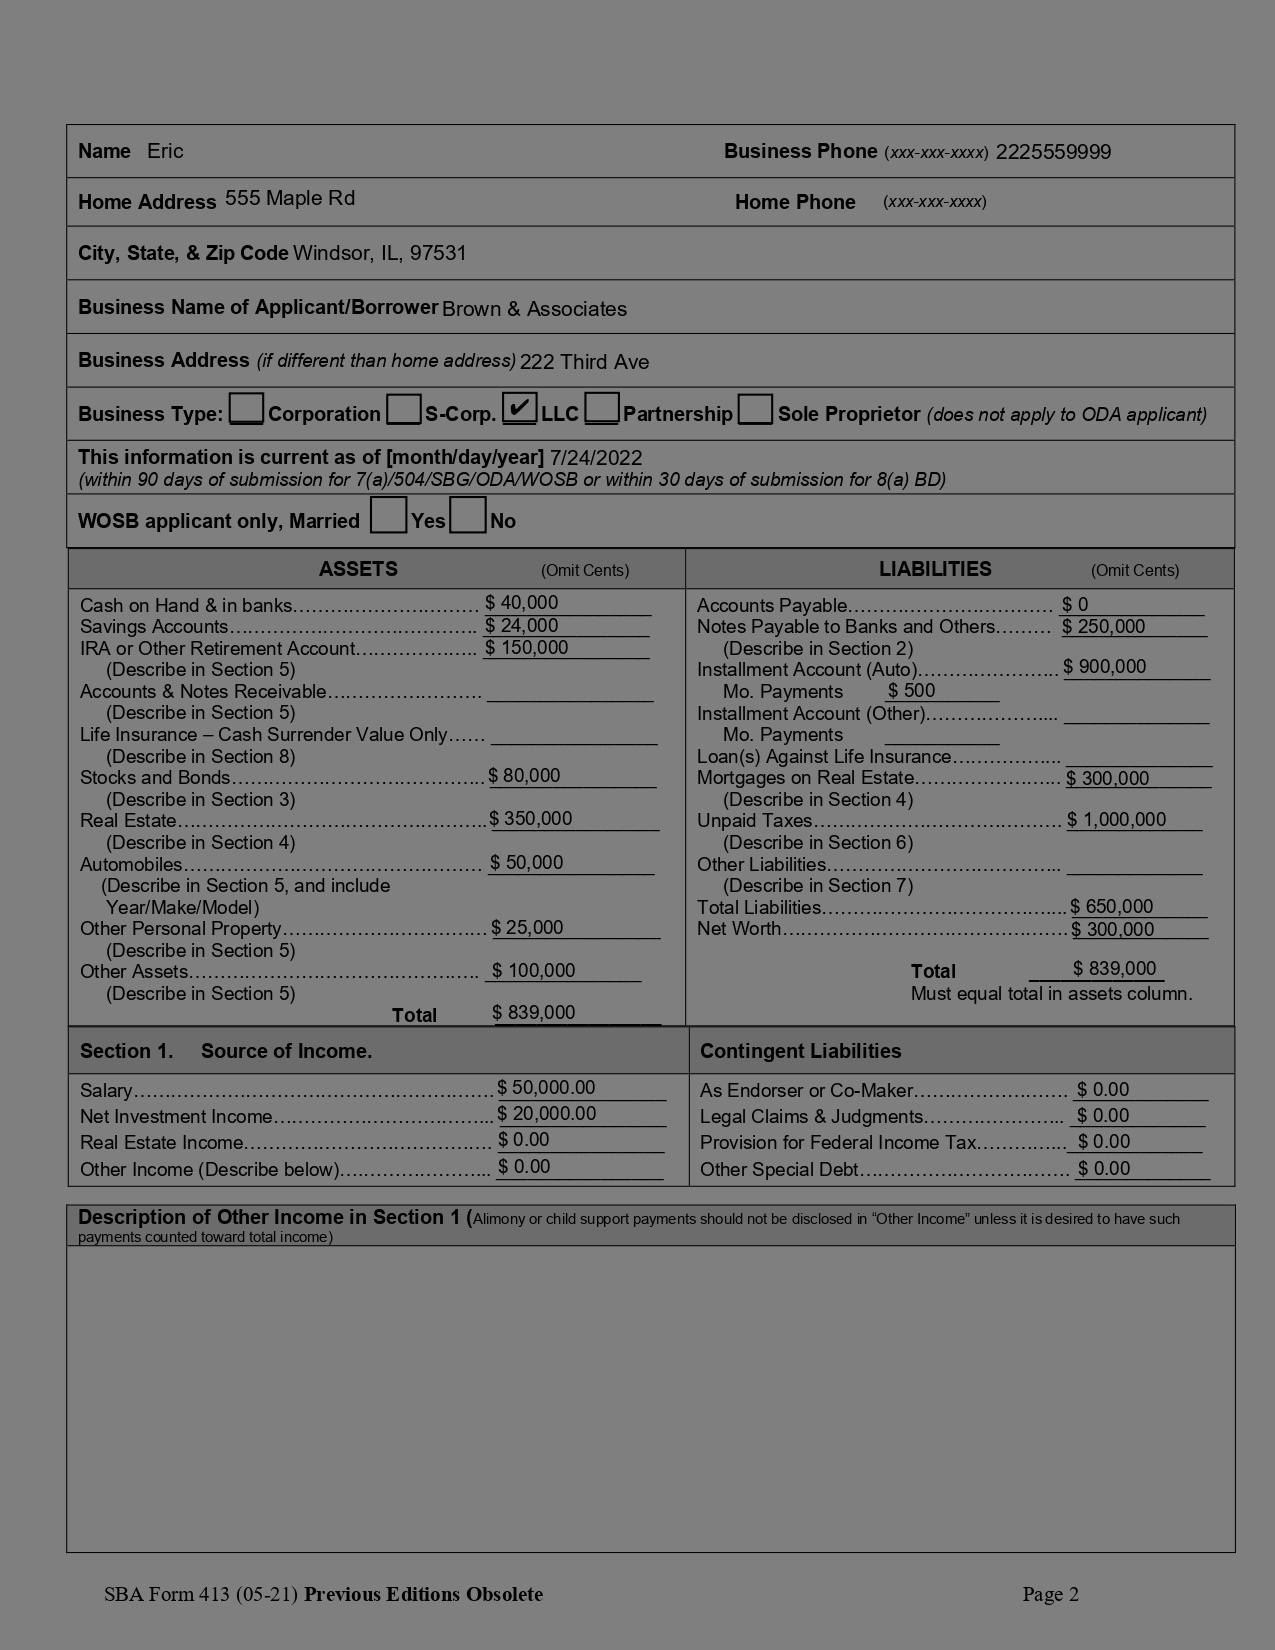 Name Eric Business Phone (xxx-xxx-xxxx) 2225559999
Home Address 555 Maple Rd Home Phone (xxx-xxx-xxxx)
City, State, & Zip Code Windsor, IL, 97531
Business Name of Applicant/Borrower Brown & Associates
Business Address (if different than home address) 222 Third Ave
Business Type: Corporation S-Corp. ✔ LLC Partnership Sole Proprietor (does not apply to ODA applicant)
This information is current as of [month/day/year] 7/24/2022
(within 90 days of submission for 7(a)/504/SBG/ODA/WOSB or within 30 days of submission for 8(a) BD)
WOSB applicant only, Married Yes No
ASSETS (Omit Cents)
Cash on Hand & in banks $ 40,000
Savings Accounts $ 24,000
IRA or Other Retirement Account $ 150,000
(Describe in Section 5)
Accounts & Notes Receivable
(Describe in Section 5)
Life Insurance – Cash Surrender Value Only
(Describe in Section 8)
Stocks and Bonds $ 80,000
(Describe in Section 3)
Real Estate $ 350,000
(Describe in Section 4)
Automobiles $ 50,000
(Describe in Section 5, and include
Year/Make/Model)
Other Personal Property $ 25,000
(Describe in Section 5)
Other Assets $ 100,000
(Describe in Section 5)
Total $ 839,000
LIABILITIES (Omit Cents)
Accounts Payable $ 0
Notes Payable to Banks and Others $ 250,000
(Describe in Section 2)
Installment Account (Auto) $ 900,000
Mo. Payments $ 500
Installment Account (Other)
Mo. Payments
Loan(s) Against Life Insurance
Mortgages on Real Estate $ 300,000
(Describe in Section 4)
Unpaid Taxes $ 1,000,000
(Describe in Section 6)
Other Liabilities
(Describe in Section 7)
Total Liabilities $ 650,000
Net Worth $ 300,000
Total $ 839,000
Must equal total in assets column.
Section 1. Source of Income.
Salary $ 50,000.00
Net Investment Income $ 20,000.00
Real Estate Income $ 0.00
Other Income (Describe below) $ 0.00
Contingent Liabilities
As Endorser or Co-Maker $ 0.00
Legal Claims & Judgments $ 0.00
Provision for Federal Income Tax $ 0.00
Other Special Debt $ 0.00
Description of Other Income in Section 1 (Alimony or child support payments should not be disclosed in “Other Income” unless it is desired to have such
payments counted toward total income)
SBA Form 413 (05-21) Previous Editions Obsolete Page 2